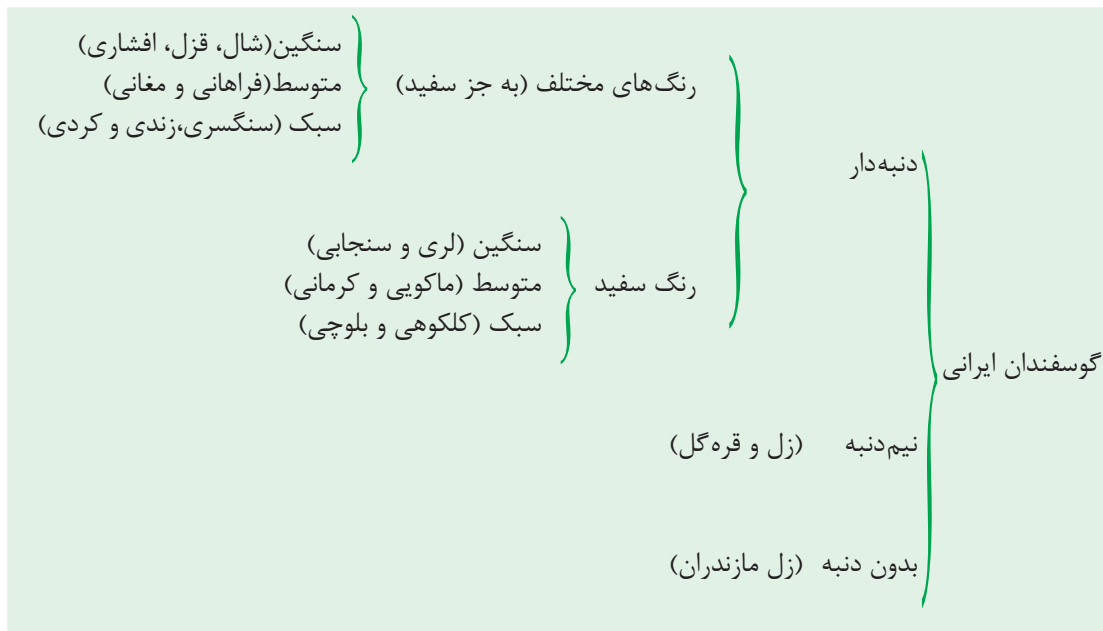 گوسفندان ایرانی
دنبه‌دار
رنگ‌های مختلف (به جز سفید)
سنگین(شال، قزل، افشاری)
متوسط(فراهانی و مغانی)
سبک (سنگسری،زندی و کردی)
رنگ سفید
سنگین (لری و سنجابی)
متوسط (ماکویی و کرمانی)
سبک (کلکوهی و بلوچی)
نیم‌دنبه (زل و قره‌گل)
بدون دنبه (زل مازندران)